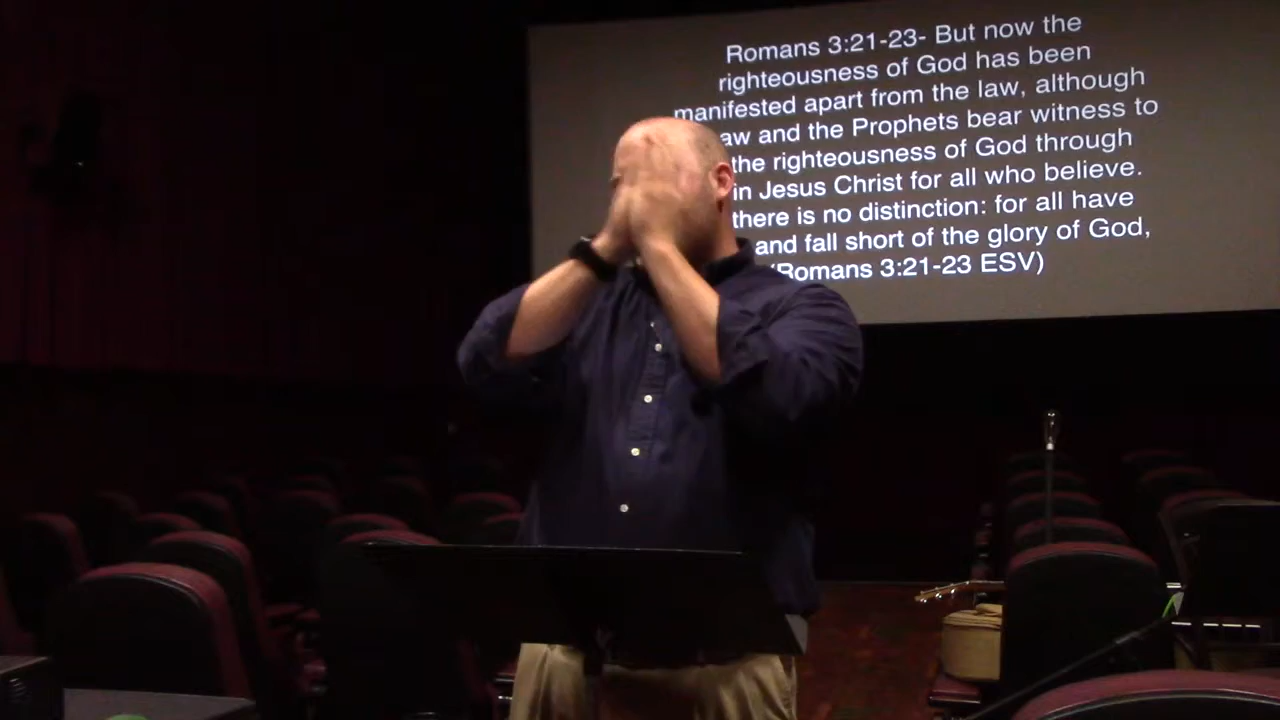 Romans 3:21-23- But now the
righteousness of God has been
manifested apart from the law, although
aw and the Prophets bear witness to
the righteousness of God through
in Jesus Christ for all who believe.
there is no distinction: for all have
and fall short of the glory of God,
(Romans 3:21-23 ESV)